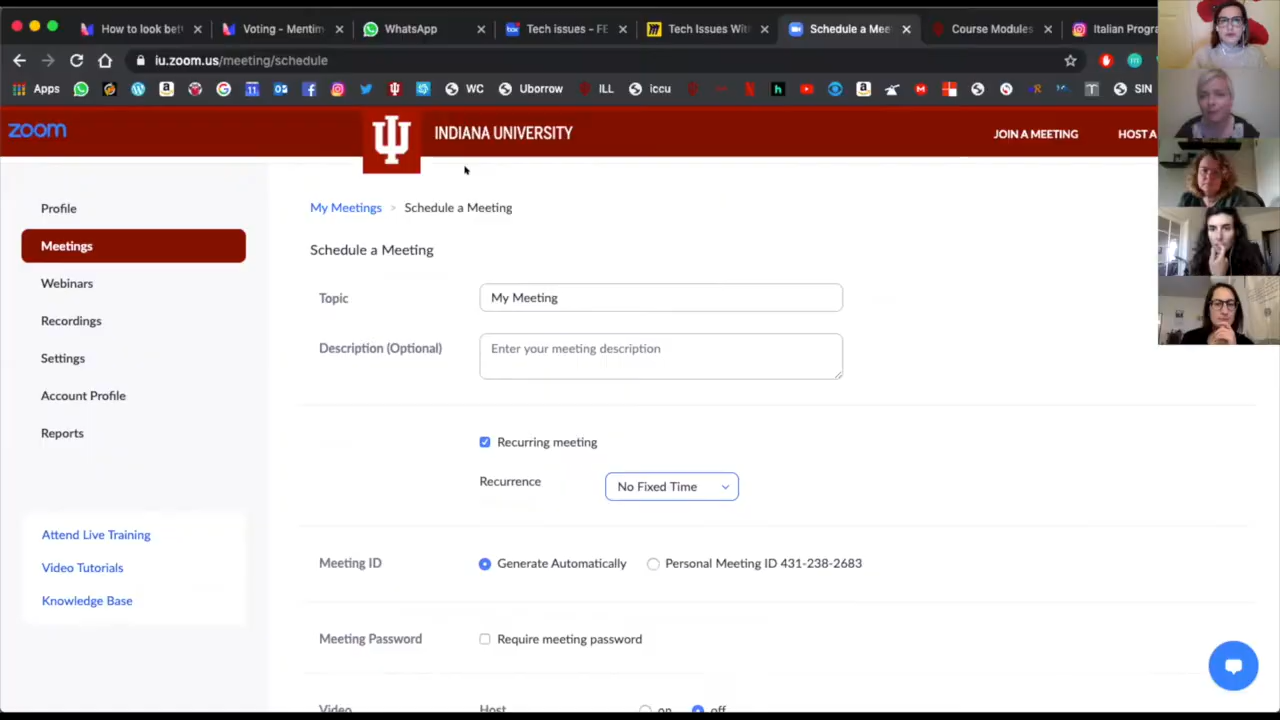 How to look bet
Voting - Mentim
WhatsApp
Tech issues - FE
Tech Issues With
Schedule a Mee
Course Modules
Italian Progra
iu.zoom.us/meeting/schedule
Apps
WC
Uborrow
ILL
iccu
SIN
zoom
INDIANA UNIVERSITY
JOIN A MEETING
HOST A
Profile
Meetings
Webinars
Recordings
Settings
Account Profile
Reports
Attend Live Training
Video Tutorials
Knowledge Base
My Meetings > Schedule a Meeting
Schedule a Meeting
Topic
My Meeting
Description (Optional)
Enter your meeting description
Recurring meeting
Recurrence
No Fixed Time
Meeting ID
Generate Automatically
Personal Meeting ID 431-238-2683
Meeting Password
Require meeting password
Video
Host
on
off